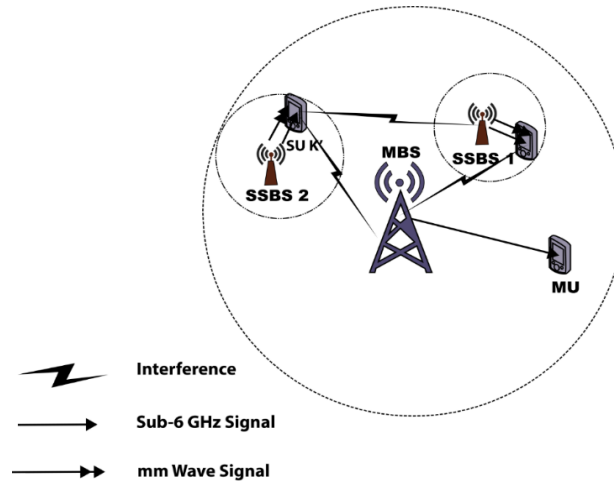 SU K'
SSBS 2
MBS
SSBS 1
MU
Interference
Sub-6 GHz Signal
mm Wave Signal